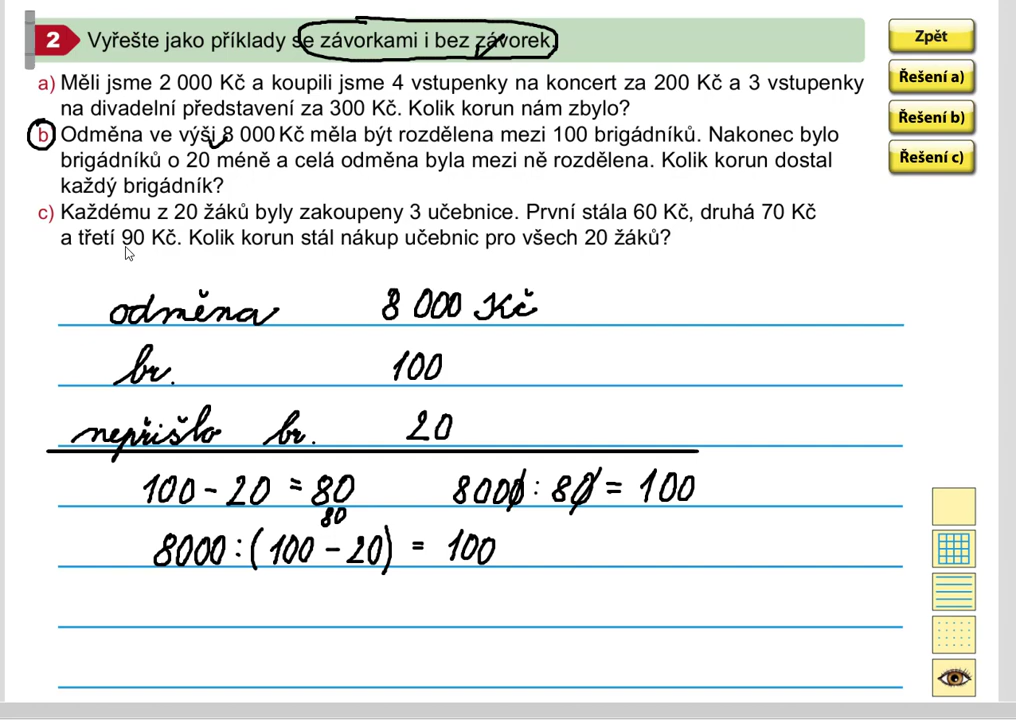 2 Vyřešte jako příklady se závorkami i bez závorek.
a) Měli jsme 2 000 Kč a koupili jsme 4 vstupenky na koncert za 200 Kč a 3 vstupenky
na divadelní představení za 300 Kč. Kolik korun nám zbylo?
b) Odměna ve výši 8 000 Kč měla být rozdělena mezi 100 brigádníků. Nakonec bylo
brigádníků o 20 méně a celá odměna byla mezi ně rozdělena. Kolik korun dostal
každý brigádník?
c) Každému z 20 žáků byly zakoupeny 3 učebnice. První stála 60 Kč, druhá 70 Kč
a třetí 90 Kč. Kolik korun stál nákup učebnic pro všech 20 žáků?
Zpět
Řešení a)
Řešení b)
Řešení c)
odměna 8 000 Kč
br. 100
nepřišlo br. 20
100 - 20 = 80 8000 : 80 = 100
80
8000 : (100 - 20) = 100